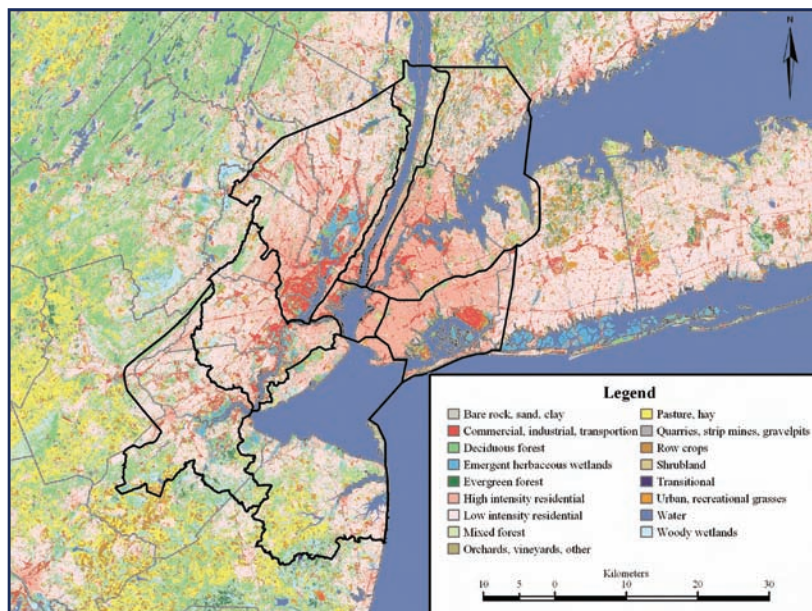 N
Legend
Bare rock, sand, clay
Commercial, industrial, transportion
Deciduous forest
Emergent herbaceous wetlands
Evergreen forest
High intensity residential
Low intensity residential
Mixed forest
Orchards, vineyards, other
Pasture, hay
Quarries, strip mines, gravelpits
Row crops
Shrubland
Transitional
Urban, recreational grasses
Water
Woody wetlands
Kilometers
10 0 10 20 30